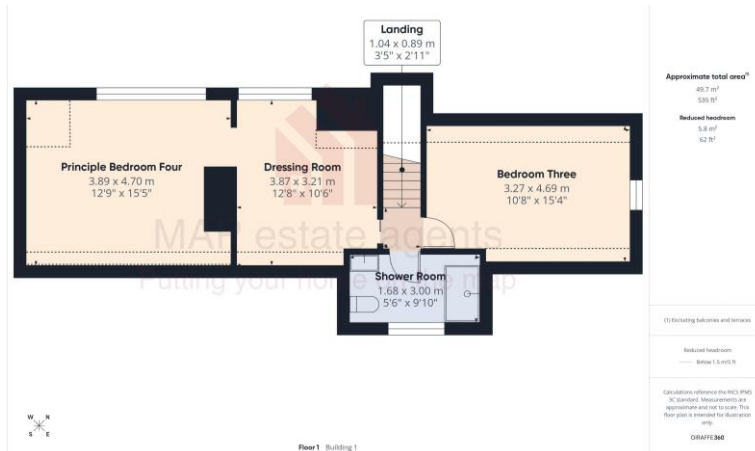 Landing
1.04 x 0.89 m
3'5" x 2'11"
Principle Bedroom Four
3.89 x 4.70 m
12'9" x 15'5"
Dressing Room
3.87 x 3.21 m
12'8" x 10'6"
Bedroom Three
3.27 x 4.69 m
10'8" x 15'4"
MAP estate agents
Putting your home on the map
Shower Room
1.68 x 3.00 m
5'6" x 9'10"
W N
S E
Floor 1 Building 1
Approximate total area(1)
49.7 m²
535 ft²
Reduced headroom
5.8 m²
62 ft²
(1) Excluding balconies and terraces
Reduced headroom
Below 1.5 m/5 ft
Calculations reference the RICS IPMS
3C standard. Measurements are
approximate and not to scale. This
floor plan is intended for illustration
only.
GIRAFFE360